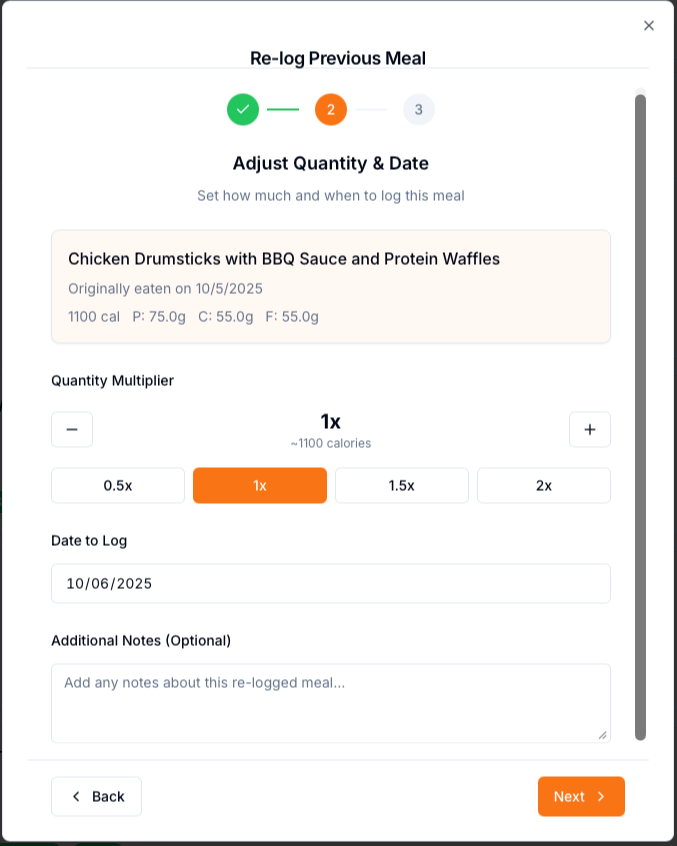 Re-log Previous Meal
2
3
Adjust Quantity & Date
Set how much and when to log this meal
Chicken Drumsticks with BBQ Sauce and Protein Waffles
Originally eaten on 10/5/2025
1100 cal P: 75.0g C: 55.0g F: 55.0g
Quantity Multiplier
1x
~1100 calories
0.5x
1x
1.5x
2x
Date to Log
10/06/2025
Additional Notes (Optional)
Add any notes about this re-logged meal...
Back
Next